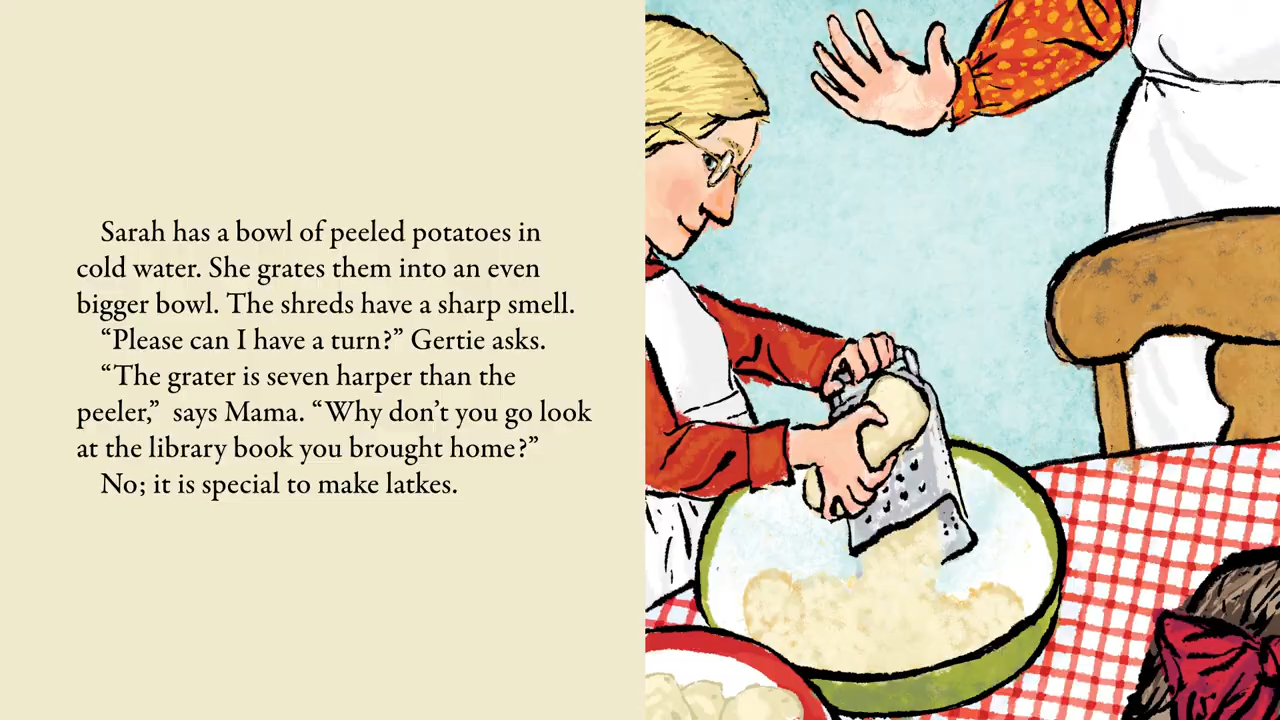 Sarah has a bowl of peeled potatoes in
cold water. She grates them into an even
bigger bowl. The shreds have a sharp smell.
“Please can I have a turn?” Gertie asks.
“The grater is seven harper than the
peeler,” says Mama. “Why don’t you go look
at the library book you brought home?”
No; it is special to make latkes.